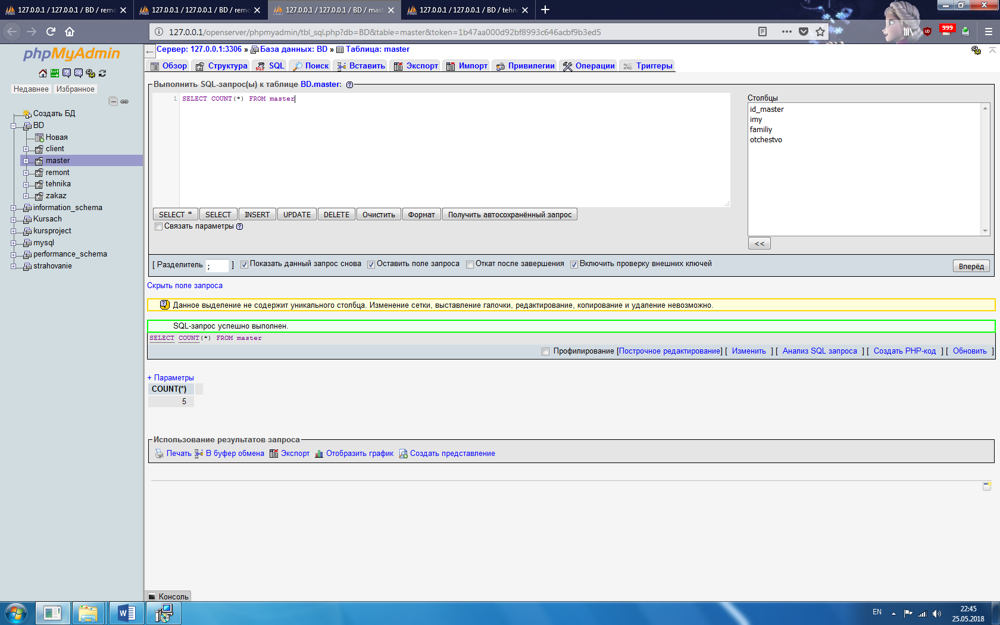 127.0.0.1 / 127.0.0.1 / BD / remo
127.0.0.1 / 127.0.0.1 / BD / remo
127.0.0.1 / 127.0.0.1 / BD / mast
127.0.0.1 / 127.0.0.1 / BD / tehni
127.0.0.1/openserver/phpmyadmin/tbl_sql.php?db=BD&table=master&token=1b47aa000d92bf8993c646acbf9b3ed5
999
phpMyAdmin
Недавнее Избранное
Создать БД
BD
Новая
client
master
remont
tehnika
zakaz
information_schema
Kursach
kursproject
mysql
performance_schema
strahovanie
Сервер: 127.0.0.1:3306 » База данных: BD » Таблица: master
Обзор Структура SQL Поиск Вставить Экспорт Импорт Привилегии Операции Триггеры
Выполнить SQL-запрос(ы) к таблице BD.master:
1 SELECT COUNT(*) FROM master
Столбцы
id_master
imy
familiy
otchestvo
<<
SELECT * SELECT INSERT UPDATE DELETE Очистить Формат Получить автосохранённый запрос
Связать параметры
[ Разделитель ; ] Показать данный запрос снова Оставить поле запроса Откат после завершения Включить проверку внешних ключей Вперёд
Скрыть поле запроса
Данное выделение не содержит уникального столбца. Изменение сетки, выставление галочки, редактирование, копирование и удаление невозможно.
SQL-запрос успешно выполнен.
SELECT COUNT(*) FROM master
Профилирование [Построчное редактирование] [ Изменить ] [ Анализ SQL запроса ] [ Создать PHP-код ] [ Обновить ]
+ Параметры
COUNT(*)
5
Использование результатов запроса
Печать В буфер обмена Экспорт Отобразить график Создать представление
Консоль
EN
22:45
25.05.2018